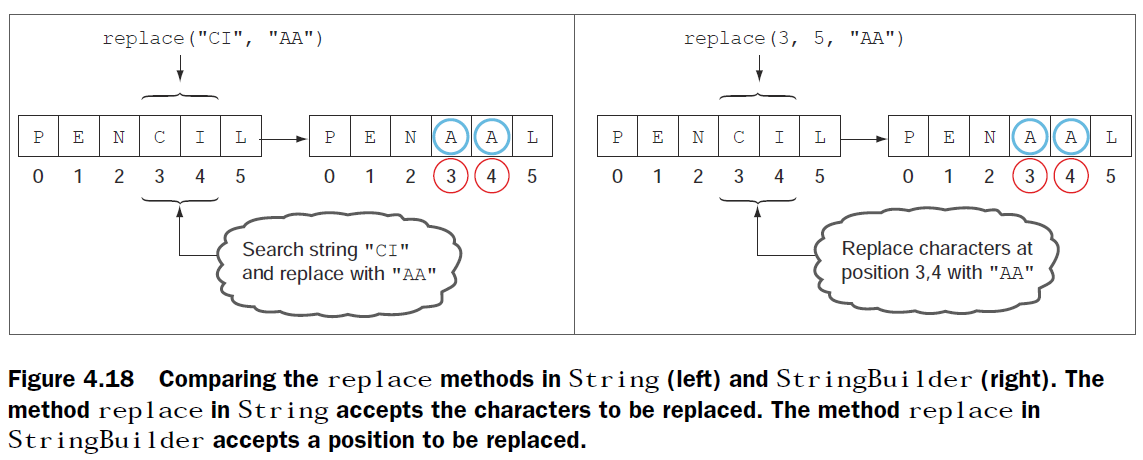 replace("CI", "AA")
P E N C I L
P E N A A L
0 1 2 3 4 5
0 1 2 3 4 5
Search string "CI"
and replace with "AA"
replace(3, 5, "AA")
P E N C I L
P E N A A L
0 1 2 3 4 5
0 1 2 3 4 5
Replace characters at
position 3,4 with "AA"
Figure 4.18 Comparing the replace methods in String (left) and StringBuilder (right). The
method replace in String accepts the characters to be replaced. The method replace in
StringBuilder accepts a position to be replaced.